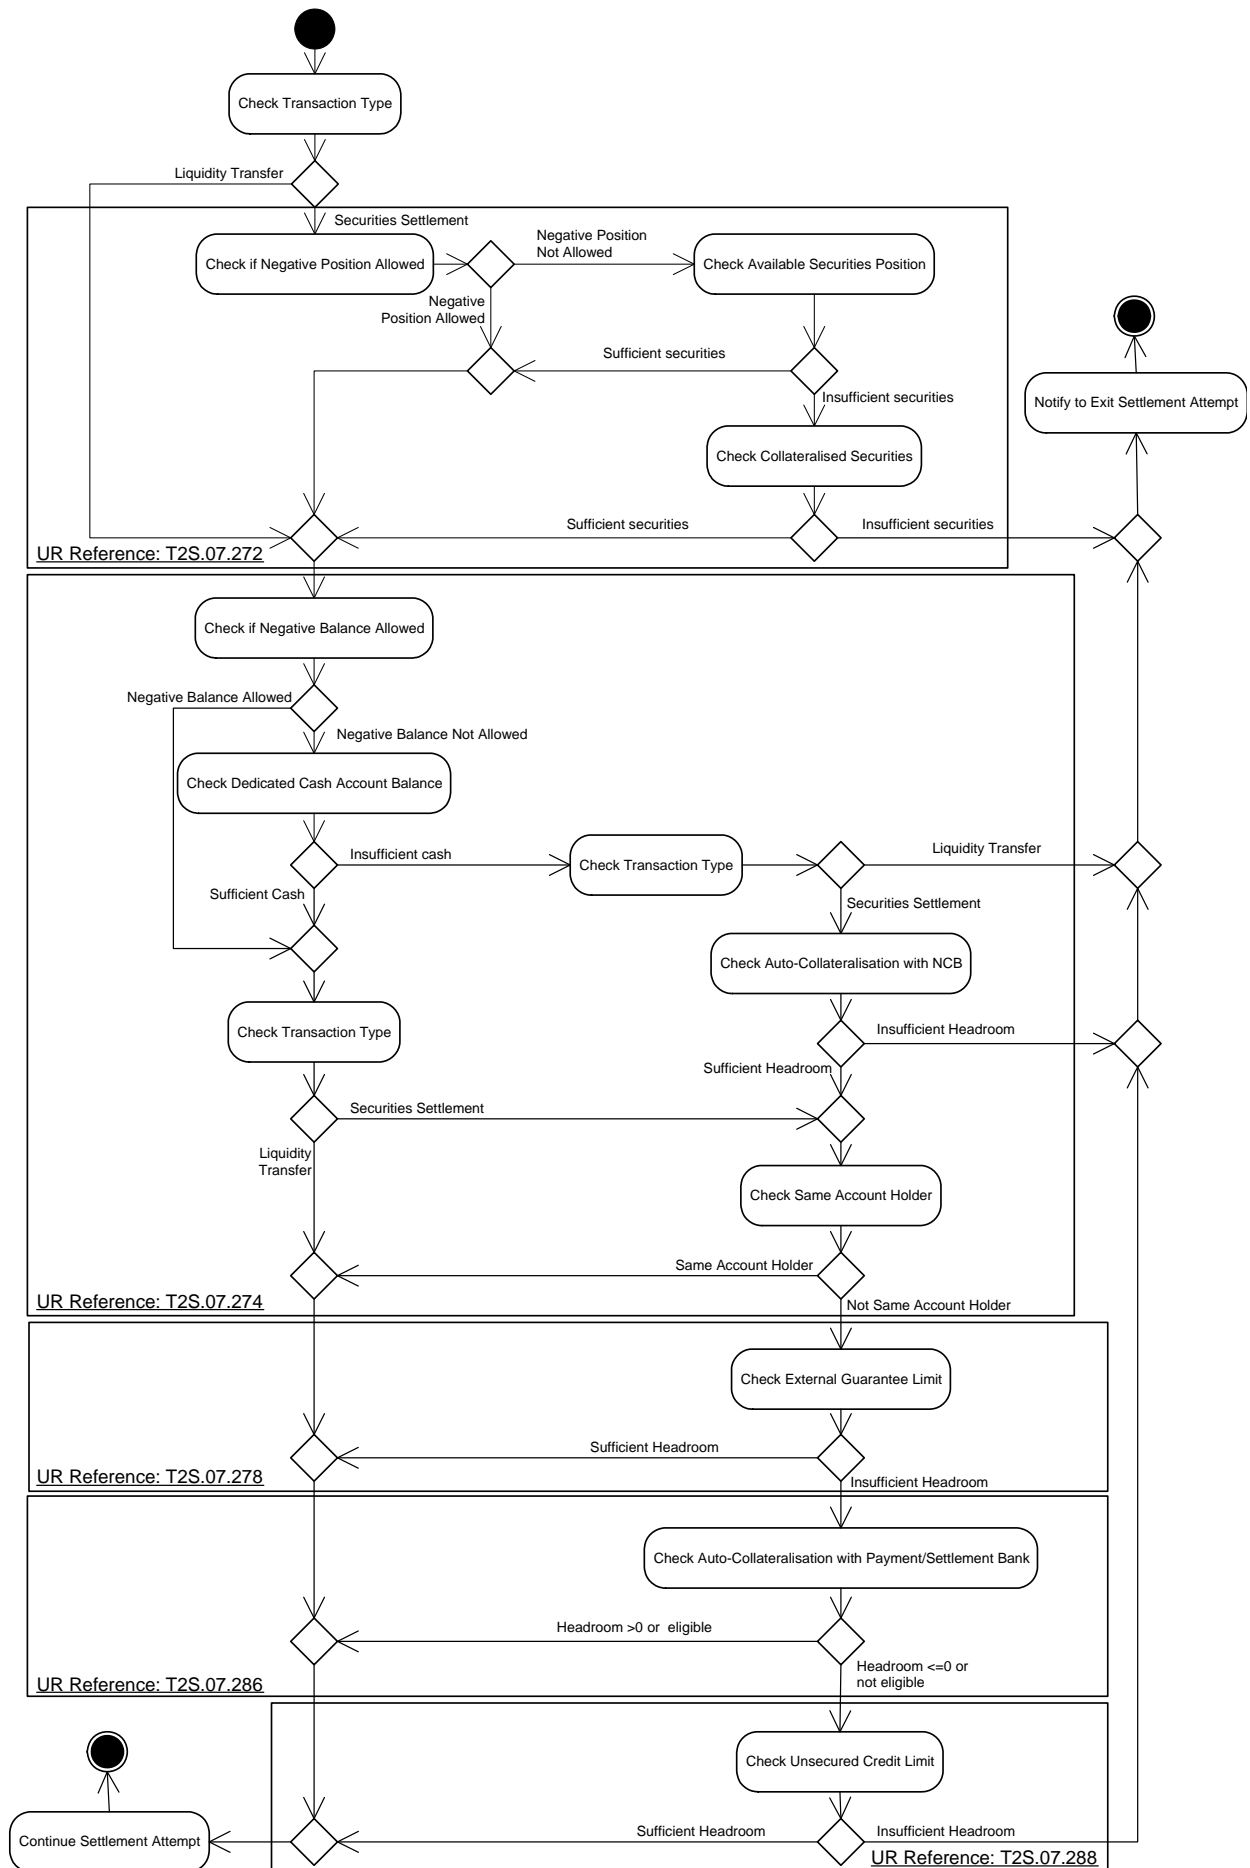 Check Transaction Type
Liquidity Transfer
Securities Settlement
Check if Negative Position Allowed
Negative Position
Not Allowed
Check Available Securities Position
Negative
Position Allowed
Sufficient securities
Insufficient securities
Notify to Exit Settlement Attempt
Check Collateralised Securities
Sufficient securities
Insufficient securities
UR Reference: T2S.07.272
Check if Negative Balance Allowed
Negative Balance Allowed
Negative Balance Not Allowed
Check Dedicated Cash Account Balance
Insufficient cash
Check Transaction Type
Liquidity Transfer
Sufficient Cash
Securities Settlement
Check Auto-Collateralisation with NCB
Check Transaction Type
Insufficient Headroom
Sufficient Headroom
Securities Settlement
Liquidity
Transfer
Check Same Account Holder
Same Account Holder
UR Reference: T2S.07.274
Not Same Account Holder
Check External Guarantee Limit
Sufficient Headroom
UR Reference: T2S.07.278
Insufficient Headroom
Check Auto-Collateralisation with Payment/Settlement Bank
Headroom >0 or eligible
Headroom <=0 or
not eligible
UR Reference: T2S.07.286
Check Unsecured Credit Limit
Continue Settlement Attempt
Sufficient Headroom
Insufficient Headroom
UR Reference: T2S.07.288